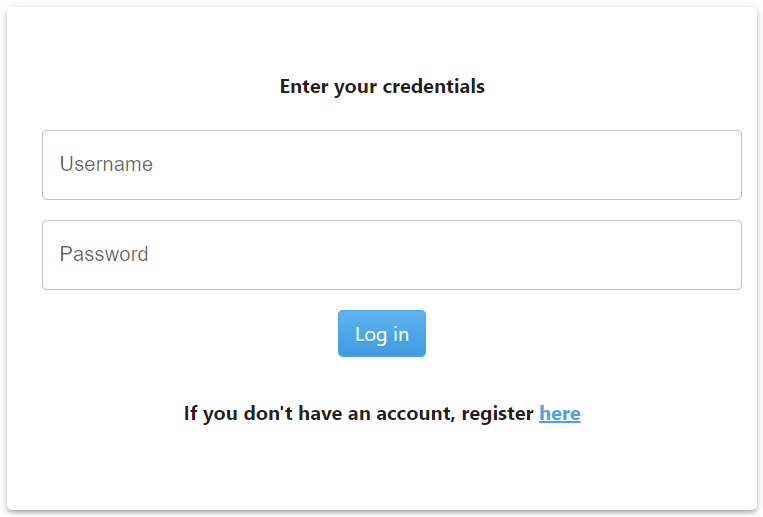 Enter your credentials
Username
Password
Log in
If you don't have an account, register here